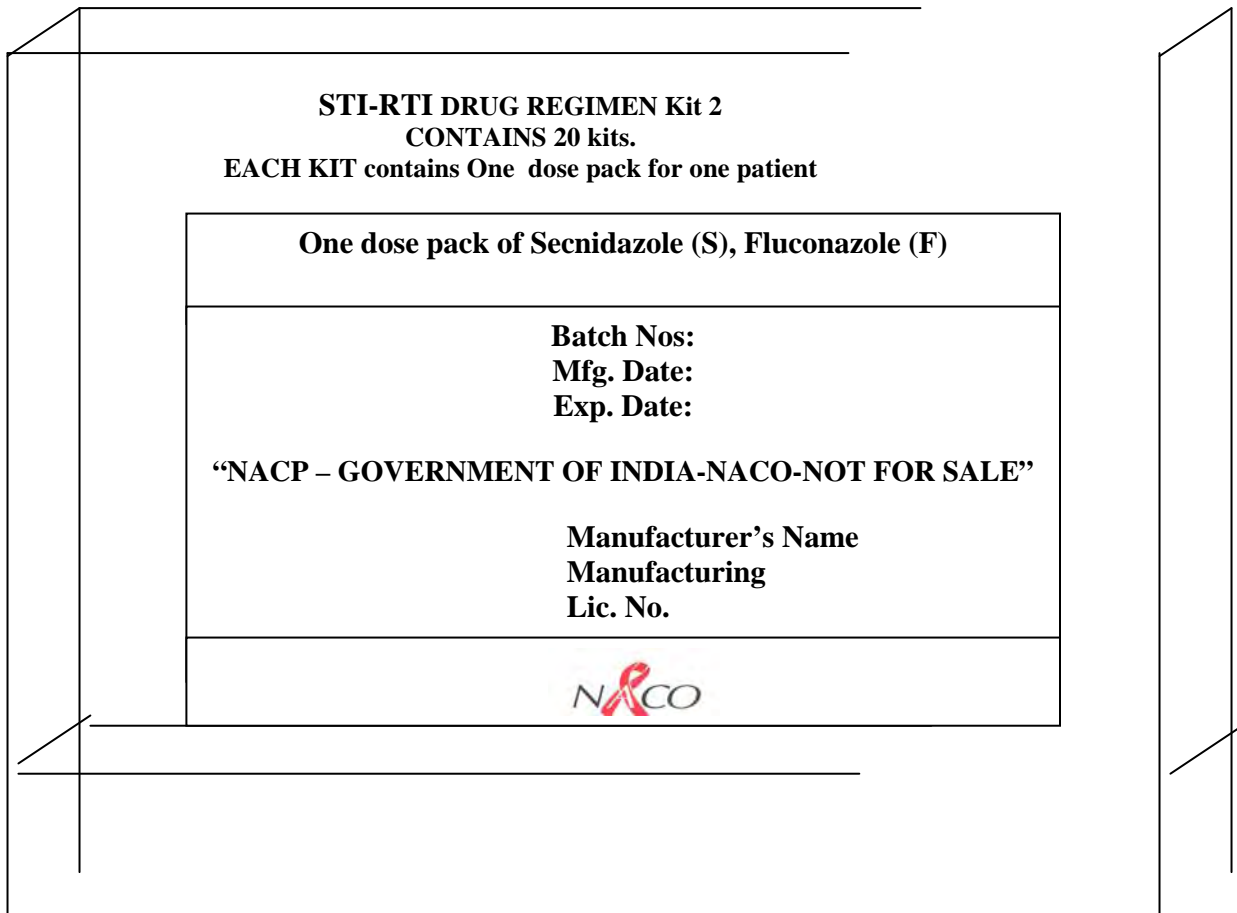 STI-RTI DRUG REGIMEN Kit 2
CONTAINS 20 kits.
EACH KIT contains One dose pack for one patient
One dose pack of Secnidazole (S), Fluconazole (F)
Batch Nos:
Mfg. Date:
Exp. Date:
“NACP – GOVERNMENT OF INDIA-NACO-NOT FOR SALE”
Manufacturer’s Name
Manufacturing
Lic. No.
NACO